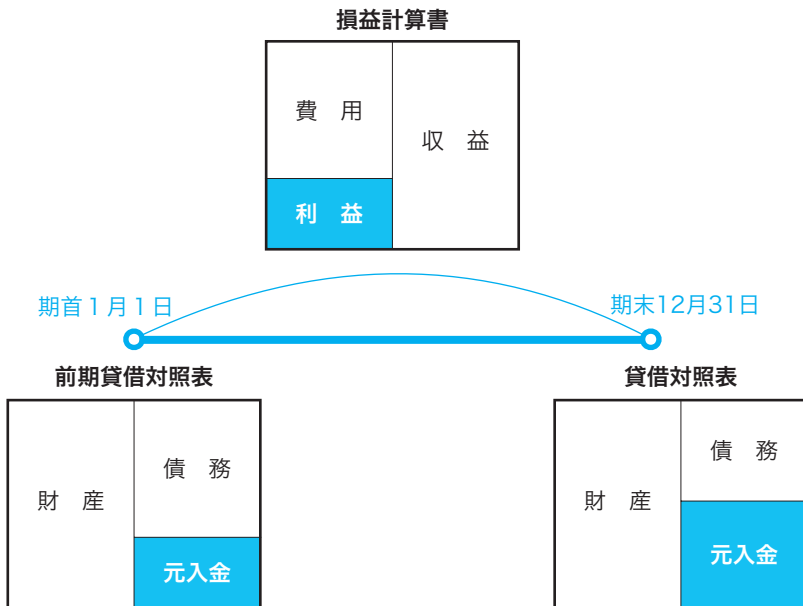 損益計算書
費　用
収　益
利　益
期首１月１日
期末12月31日
前期貸借対照表
貸借対照表
財　産
債　務
元入金
財　産
債　務
元入金